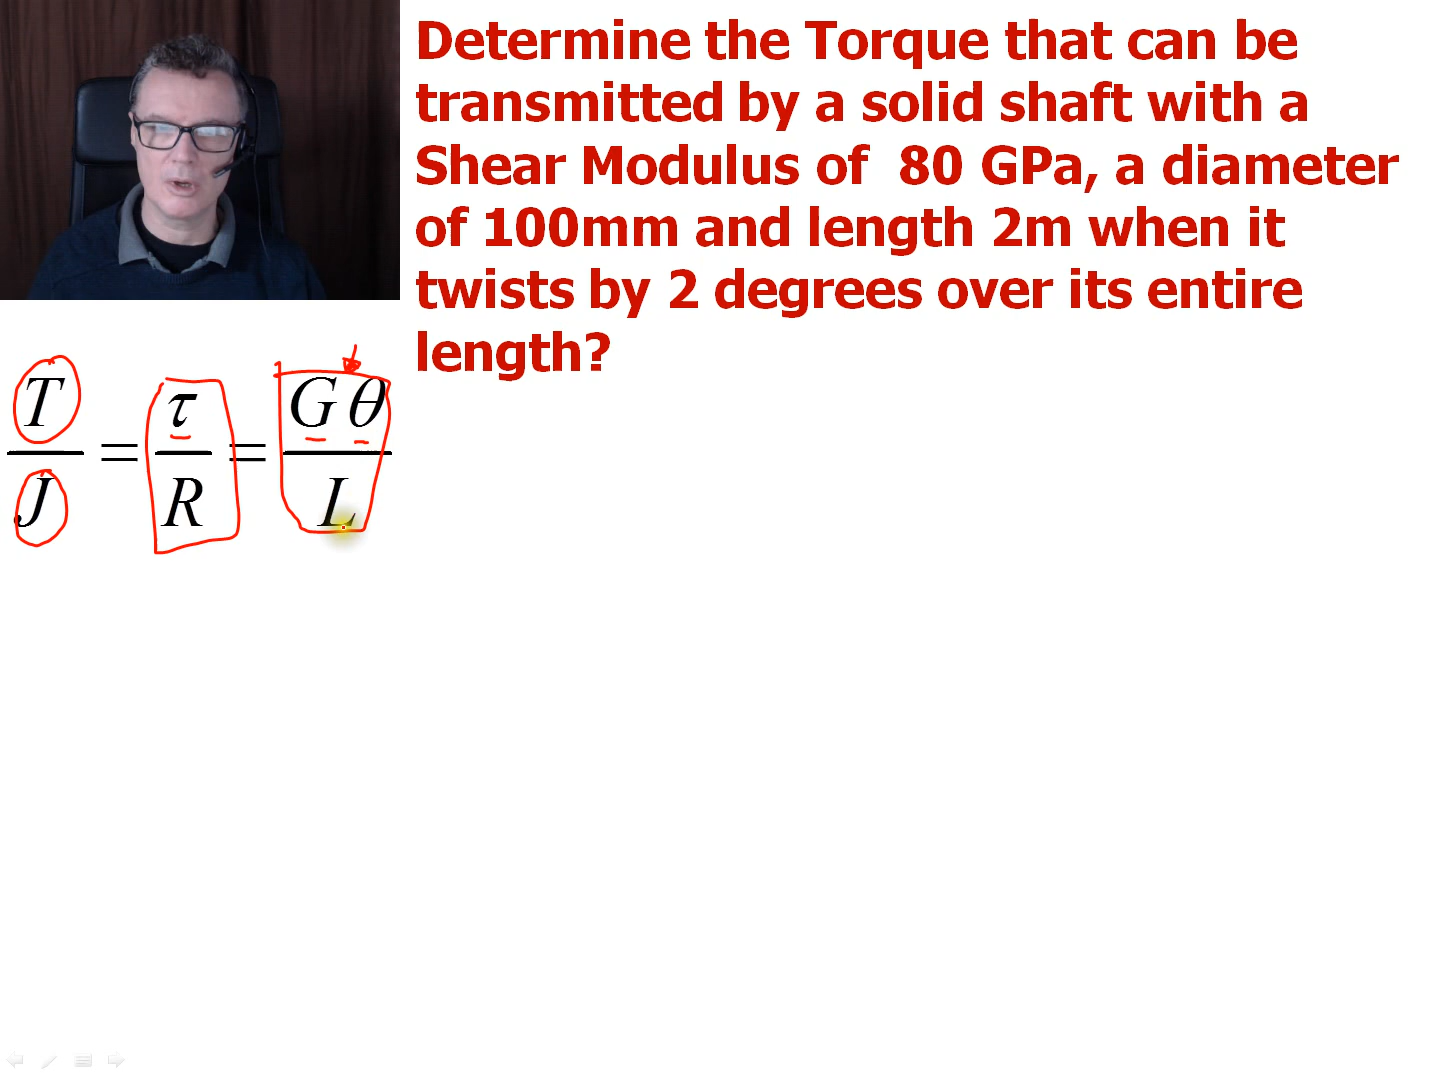 Determine the Torque that can be
transmitted by a solid shaft with a
Shear Modulus of  80 GPa, a diameter
of 100mm and length 2m when it
twists by 2 degrees over its entire
length?
T/J = τ/R = Gθ/L